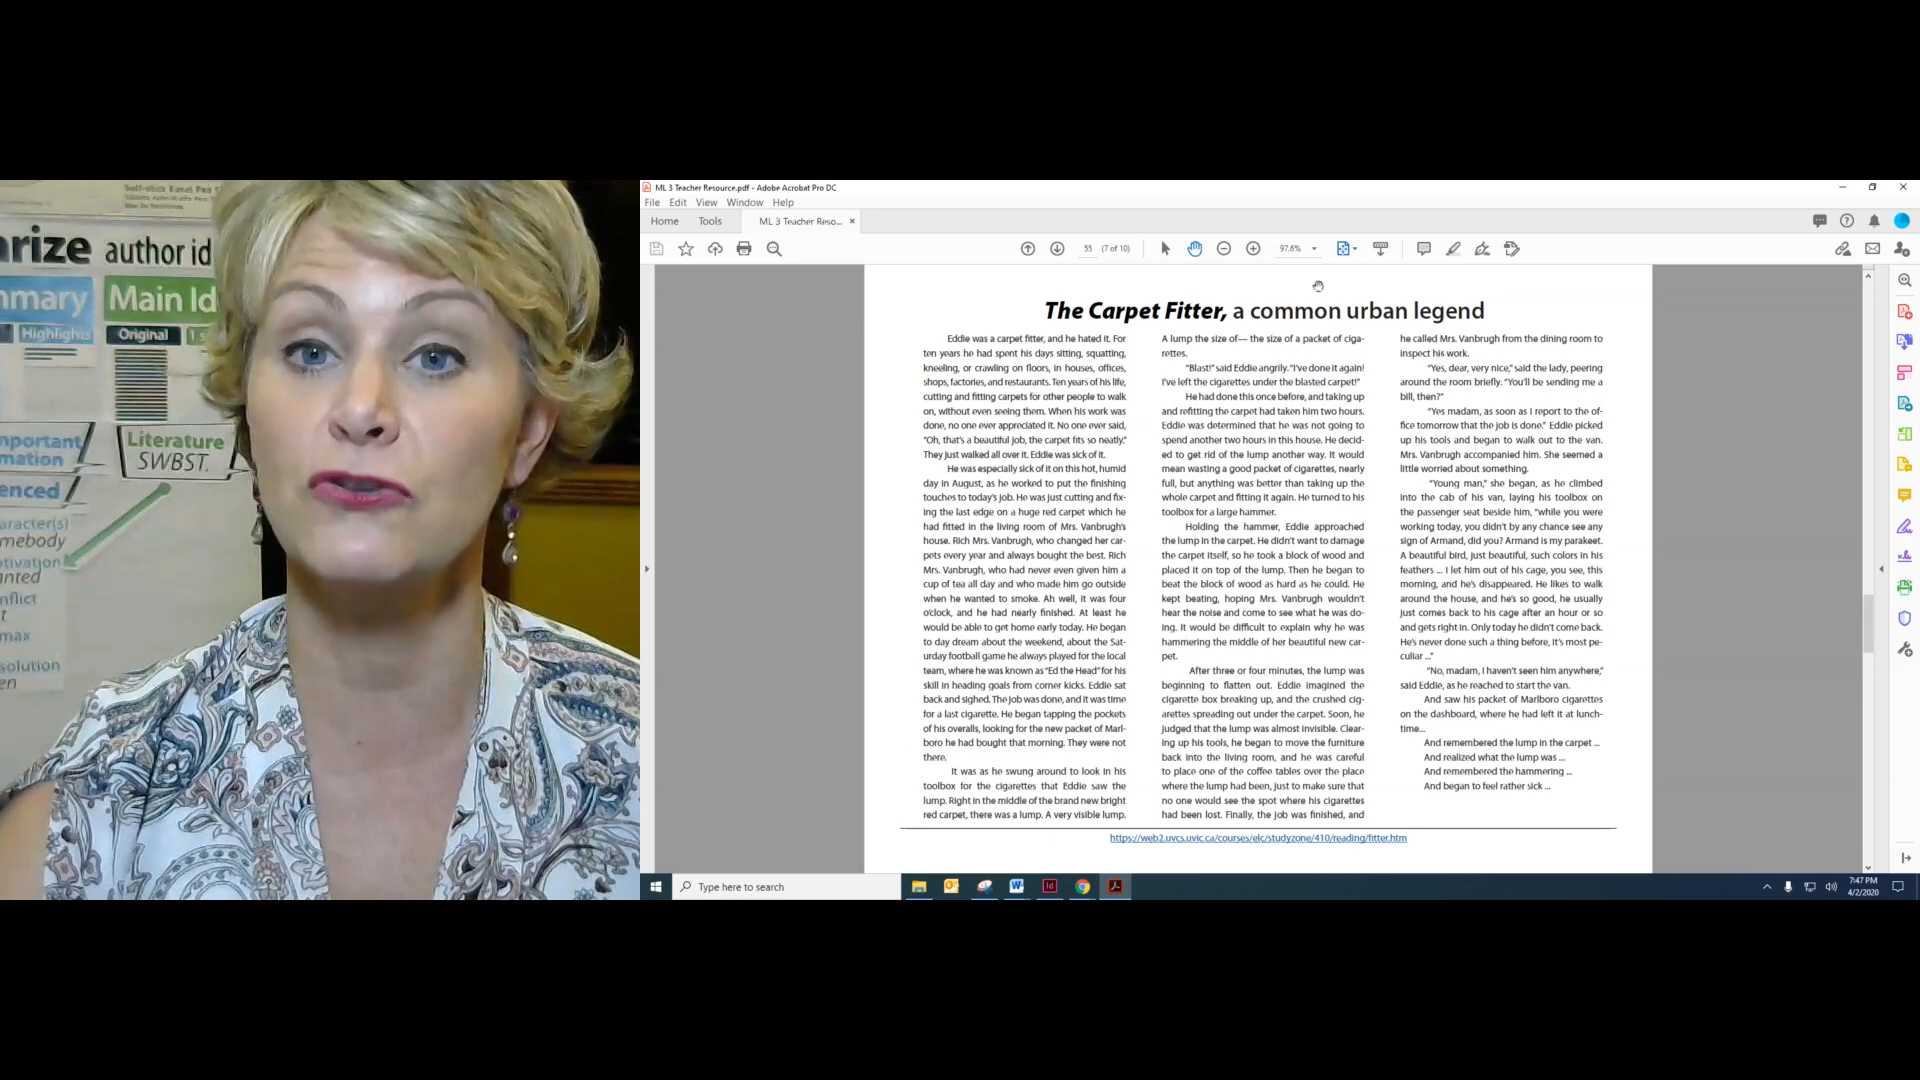 Self-stick Easel Pad
arize author id
mmary
Main Id
Highlights
Original
1 s
mportant
mation
Literature
SWBST.
enced
aracter(s)
mebody
tivation
anted
nflict
t
max
solution
en
ML 3 Teacher Resource.pdf - Adobe Acrobat Pro DC
File Edit View Window Help
Home Tools ML 3 Teacher Reso... ×
55 (7 of 10) 97.6%
The Carpet Fitter, a common urban legend
Eddie was a carpet fitter, and he hated it. For
ten years he had spent his days sitting, squatting,
kneeling, or crawling on floors, in houses, offices,
shops, factories, and restaurants. Ten years of his life,
cutting and fitting carpets for other people to walk
on, without even seeing them. When his work was
done, no one ever appreciated it. No one ever said,
"Oh, that's a beautiful job, the carpet fits so neatly."
They just walked all over it. Eddie was sick of it.
He was especially sick of it on this hot, humid
day in August, as he worked to put the finishing
touches to today's job. He was just cutting and fix-
ing the last edge on a huge red carpet which he
had fitted in the living room of Mrs. Vanbrugh's
house. Rich Mrs. Vanbrugh, who changed her car-
pets every year and always bought the best. Rich
Mrs. Vanbrugh, who had never even given him a
cup of tea all day and who made him go outside
when he wanted to smoke. Ah well, it was four
o'clock, and he had nearly finished. At least he
would be able to get home early today. He began
to day dream about the weekend, about the Sat-
urday football game he always played for the local
team, where he was known as "Ed the Head" for his
skill in heading goals from corner kicks. Eddie sat
back and sighed. The job was done, and it was time
for a last cigarette. He began tapping the pockets
of his overalls, looking for the new packet of Marl-
boro he had bought that morning. They were not
there.
It was as he swung around to look in his
toolbox for the cigarettes that Eddie saw the
lump. Right in the middle of the brand new bright
red carpet, there was a lump. A very visible lump.
A lump the size of— the size of a packet of ciga-
rettes.
"Blast!" said Eddie angrily. "I've done it again!
I've left the cigarettes under the blasted carpet!"
He had done this once before, and taking up
and refitting the carpet had taken him two hours.
Eddie was determined that he was not going to
spend another two hours in this house. He decid-
ed to get rid of the lump another way. It would
mean wasting a good packet of cigarettes, nearly
full, but anything was better than taking up the
whole carpet and fitting it again. He turned to his
toolbox for a large hammer.
Holding the hammer, Eddie approached
the lump in the carpet. He didn't want to damage
the carpet itself, so he took a block of wood and
placed it on top of the lump. Then he began to
beat the block of wood as hard as he could. He
kept beating, hoping Mrs. Vanbrugh wouldn't
hear the noise and come to see what he was do-
ing. It would be difficult to explain why he was
hammering the middle of her beautiful new car-
pet.
After three or four minutes, the lump was
beginning to flatten out. Eddie imagined the
cigarette box breaking up, and the crushed cig-
arettes spreading out under the carpet. Soon, he
judged that the lump was almost invisible. Clear-
ing up his tools, he began to move the furniture
back into the living room, and he was careful
to place one of the coffee tables over the place
where the lump had been, just to make sure that
no one would see the spot where his cigarettes
had been lost. Finally, the job was finished, and
he called Mrs. Vanbrugh from the dining room to
inspect his work.
"Yes, dear, very nice," said the lady, peering
around the room briefly. "You'll be sending me a
bill, then?"
"Yes madam, as soon as I report to the of-
fice tomorrow that the job is done." Eddie picked
up his tools and began to walk out to the van.
Mrs. Vanbrugh accompanied him. She seemed a
little worried about something.
"Young man," she began, as he climbed
into the cab of his van, laying his toolbox on
the passenger seat beside him, "while you were
working today, you didn't by any chance see any
sign of Armand, did you? Armand is my parakeet.
A beautiful bird, just beautiful, such colors in his
feathers ... I let him out of his cage, you see, this
morning, and he's disappeared. He likes to walk
around the house, and he's so good, he usually
just comes back to his cage after an hour or so
and gets right in. Only today he didn't come back.
He's never done such a thing before, it's most pe-
culiar ..."
"No, madam, I haven't seen him anywhere,"
said Eddie, as he reached to start the van.
And saw his packet of Marlboro cigarettes
on the dashboard, where he had left it at lunch-
time...
And remembered the lump in the carpet ...
And realized what the lump was ...
And remembered the hammering ...
And began to feel rather sick ...
https://web2.uvcs.uvic.ca/courses/elc/studyzone/410/reading/fitter.htm
Type here to search
7:47 PM
4/2/2020